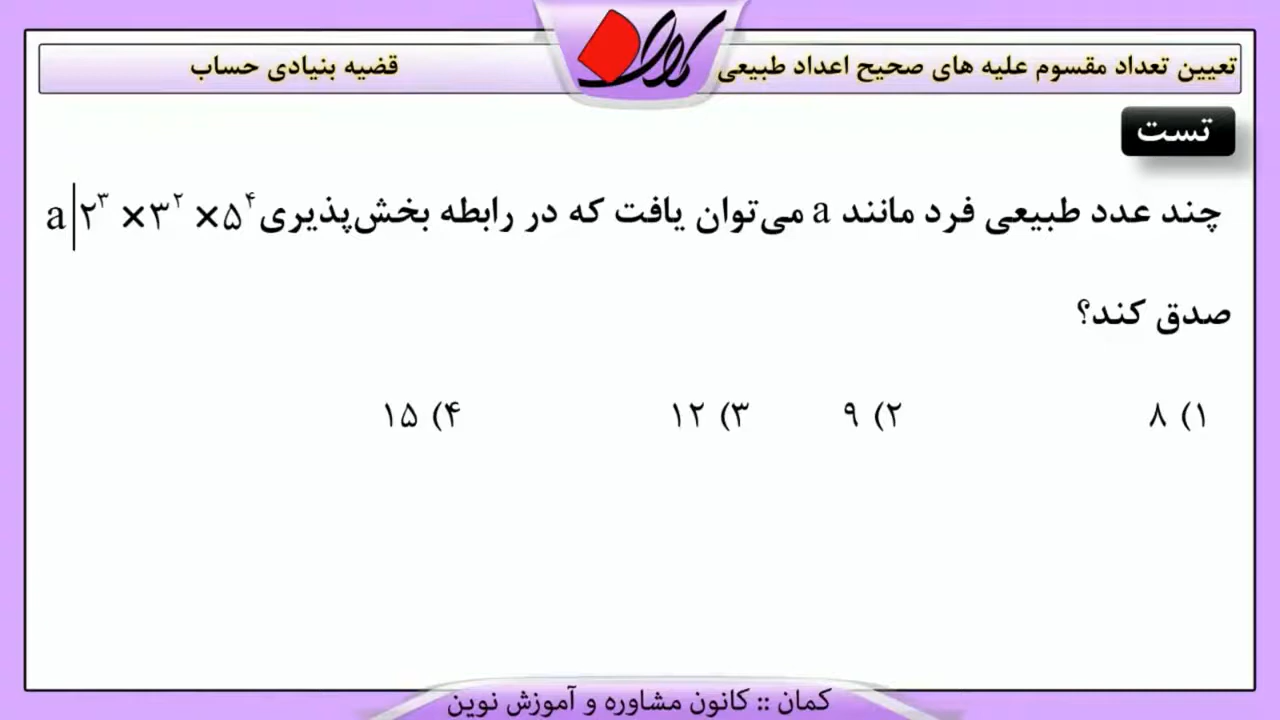 تعیین تعداد مقسوم علیه های صحیح اعداد طبیعی
قضیه بنیادی حساب
تست
چند عدد طبیعی فرد مانند a می‌توان یافت که در رابطه بخش‌پذیری a|۲^۳ ×۳^۲ ×۵^۴
صدق کند؟
۱) ۸ ۲) ۹ ۳) ۱۲ ۴) ۱۵
کمان :: کانون مشاوره و آموزش نوین